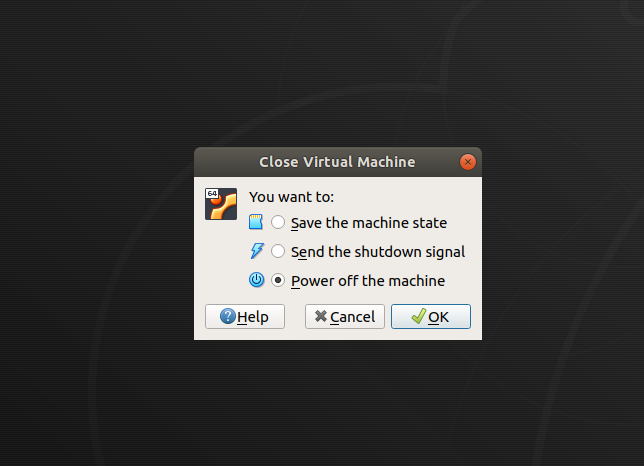 Close Virtual Machine
64
You want to:
Save the machine state
Send the shutdown signal
Power off the machine
Help
Cancel
OK